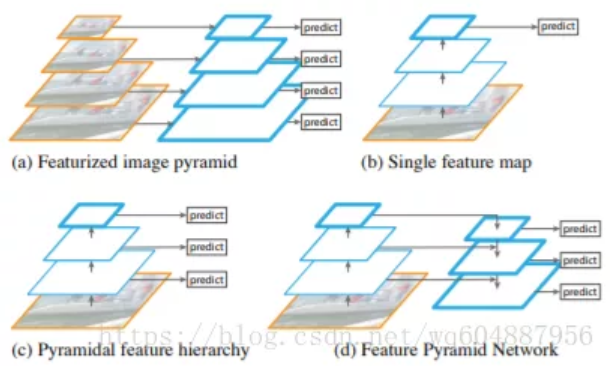 predict
predict
predict
predict
predict
(a) Featurized image pyramid
(b) Single feature map
predict
predict
predict
predict
predict
predict
https://blog.csdn.net/wq604887956
(c) Pyramidal feature hierarchy
(d) Feature Pyramid Network